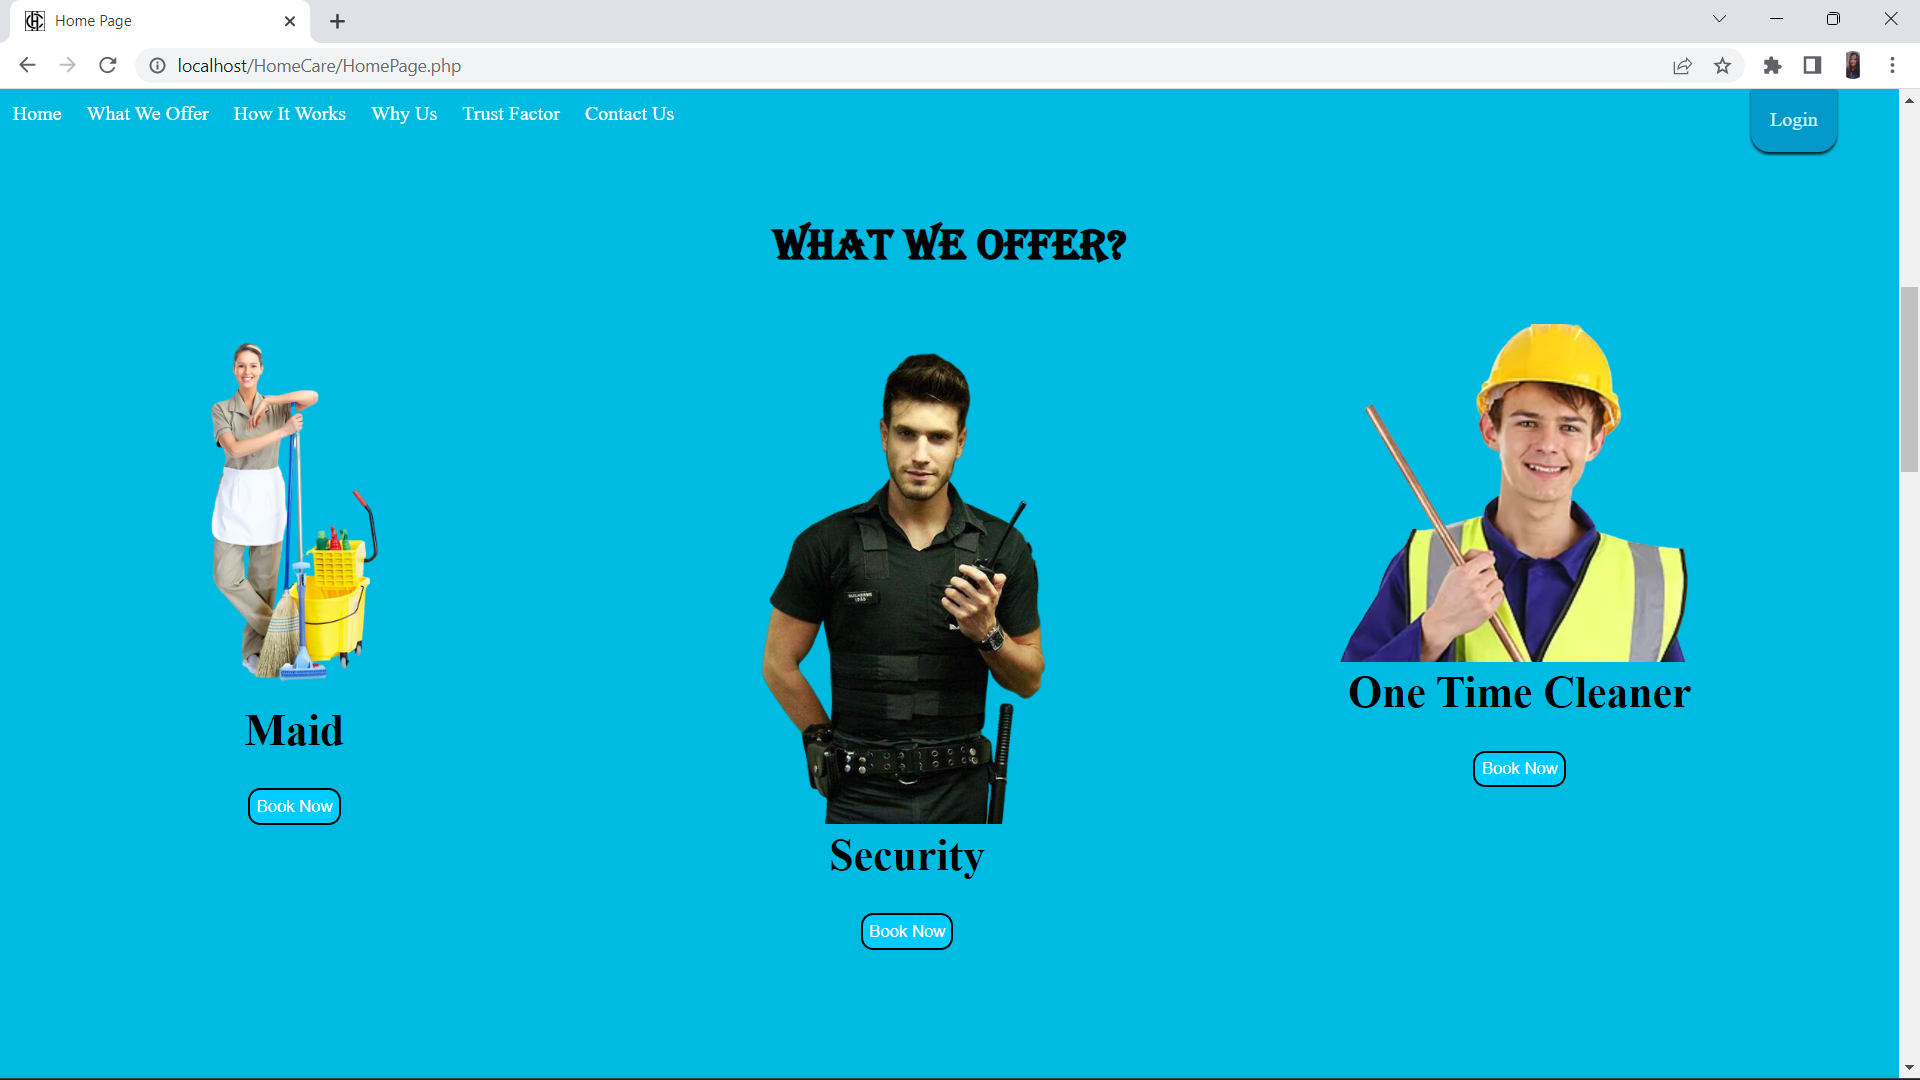 Home Page
localhost/HomeCare/HomePage.php
Home What We Offer How It Works Why Us Trust Factor Contact Us
Login
WHAT WE OFFER?
Maid
Book Now
Security
Book Now
One Time Cleaner
Book Now